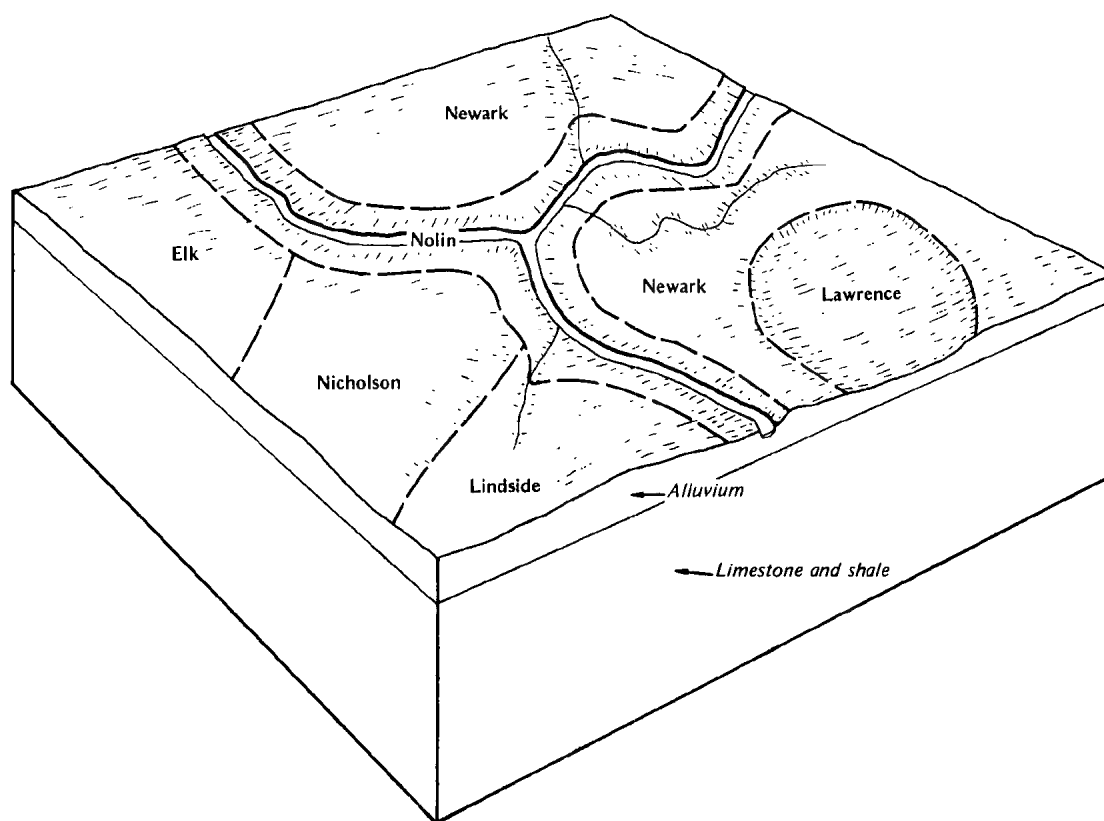 Newark
Nolin
Elk
Newark
Lawrence
Nicholson
Lindside
Alluvium
Limestone and shale